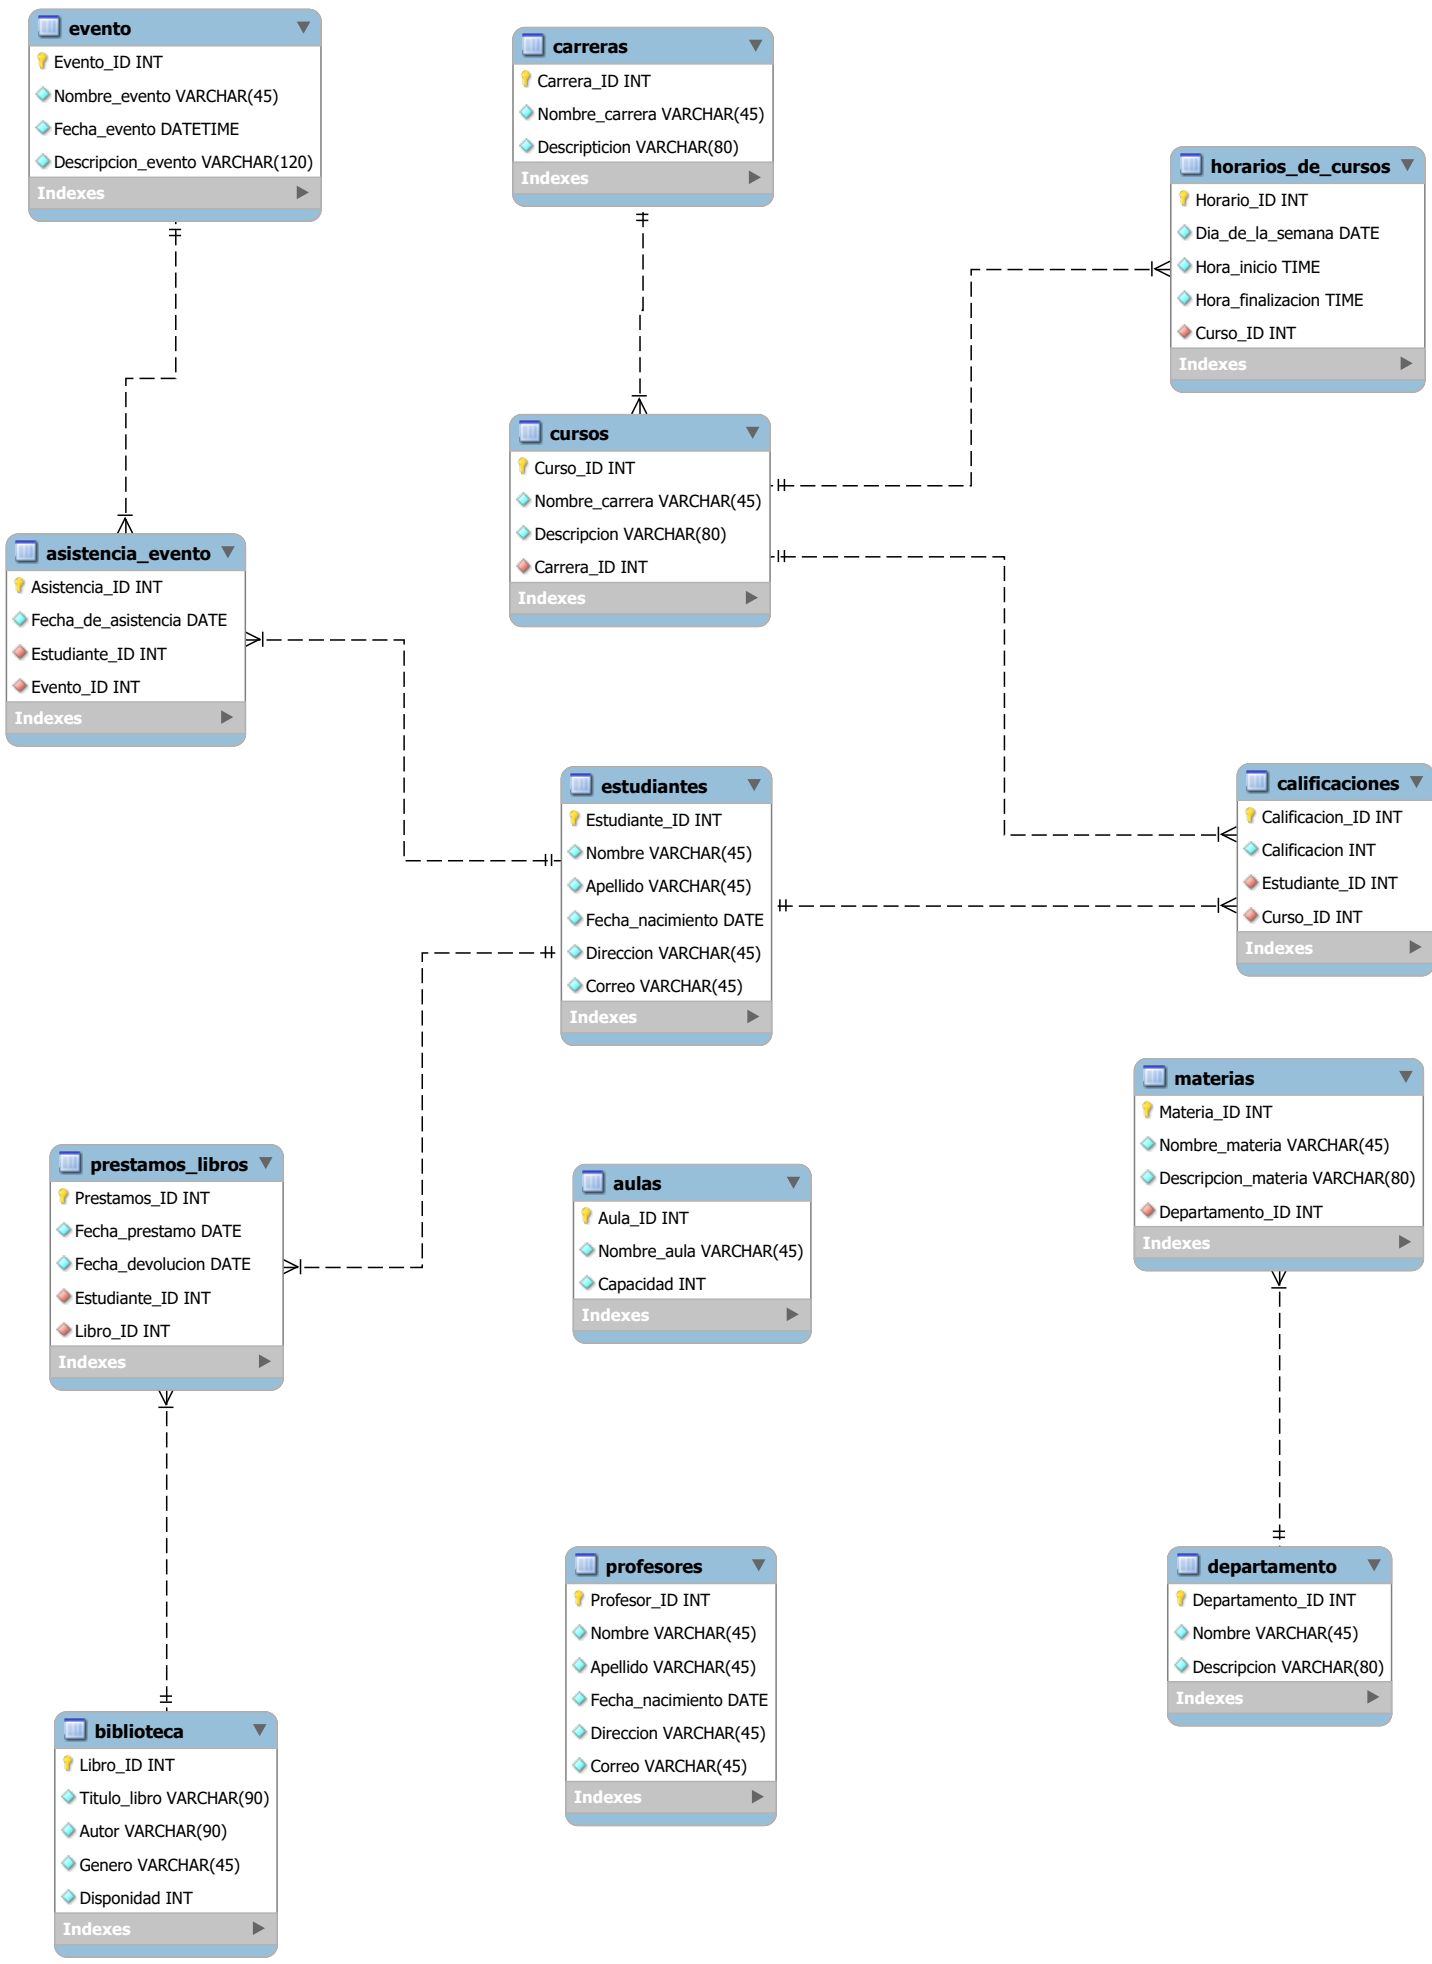 evento
Evento_ID INT
Nombre_evento VARCHAR(45)
Fecha_evento DATETIME
Descripcion_evento VARCHAR(120)
Indexes
carreras
Carrera_ID INT
Nombre_carrera VARCHAR(45)
Descripticion VARCHAR(80)
Indexes
horarios_de_cursos
Horario_ID INT
Dia_de_la_semana DATE
Hora_inicio TIME
Hora_finalizacion TIME
Curso_ID INT
Indexes
cursos
Curso_ID INT
Nombre_carrera VARCHAR(45)
Descripcion VARCHAR(80)
Carrera_ID INT
Indexes
asistencia_evento
Asistencia_ID INT
Fecha_de_asistencia DATE
Estudiante_ID INT
Evento_ID INT
Indexes
estudiantes
Estudiante_ID INT
Nombre VARCHAR(45)
Apellido VARCHAR(45)
Fecha_nacimiento DATE
Direccion VARCHAR(45)
Correo VARCHAR(45)
Indexes
calificaciones
Calificacion_ID INT
Calificacion INT
Estudiante_ID INT
Curso_ID INT
Indexes
materias
Materia_ID INT
Nombre_materia VARCHAR(45)
Descripcion_materia VARCHAR(80)
Departamento_ID INT
Indexes
prestamos_libros
Prestamos_ID INT
Fecha_prestamo DATE
Fecha_devolucion DATE
Estudiante_ID INT
Libro_ID INT
Indexes
aulas
Aula_ID INT
Nombre_aula VARCHAR(45)
Capacidad INT
Indexes
profesores
Profesor_ID INT
Nombre VARCHAR(45)
Apellido VARCHAR(45)
Fecha_nacimiento DATE
Direccion VARCHAR(45)
Correo VARCHAR(45)
Indexes
departamento
Departamento_ID INT
Nombre VARCHAR(45)
Descripcion VARCHAR(80)
Indexes
biblioteca
Libro_ID INT
Titulo_libro VARCHAR(90)
Autor VARCHAR(90)
Genero VARCHAR(45)
Disponidad INT
Indexes